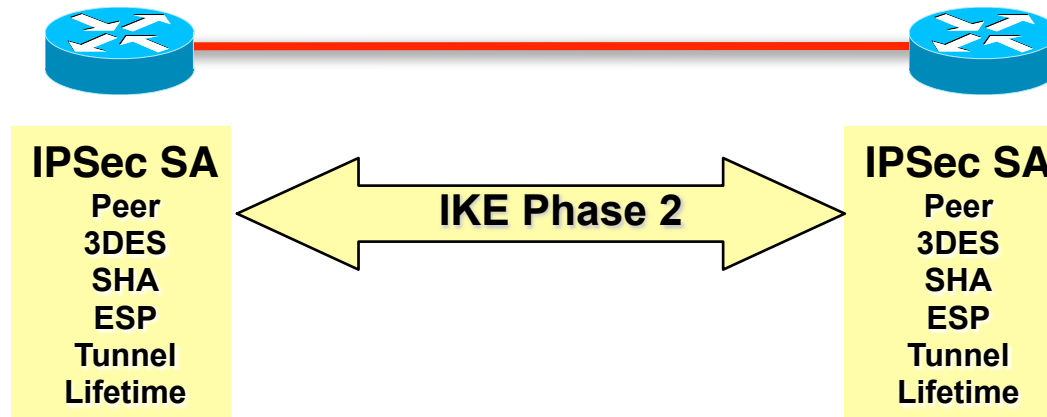 IPSec SA
Peer
3DES
SHA
ESP
Tunnel
Lifetime
IKE Phase 2
IPSec SA
Peer
3DES
SHA
ESP
Tunnel
Lifetime